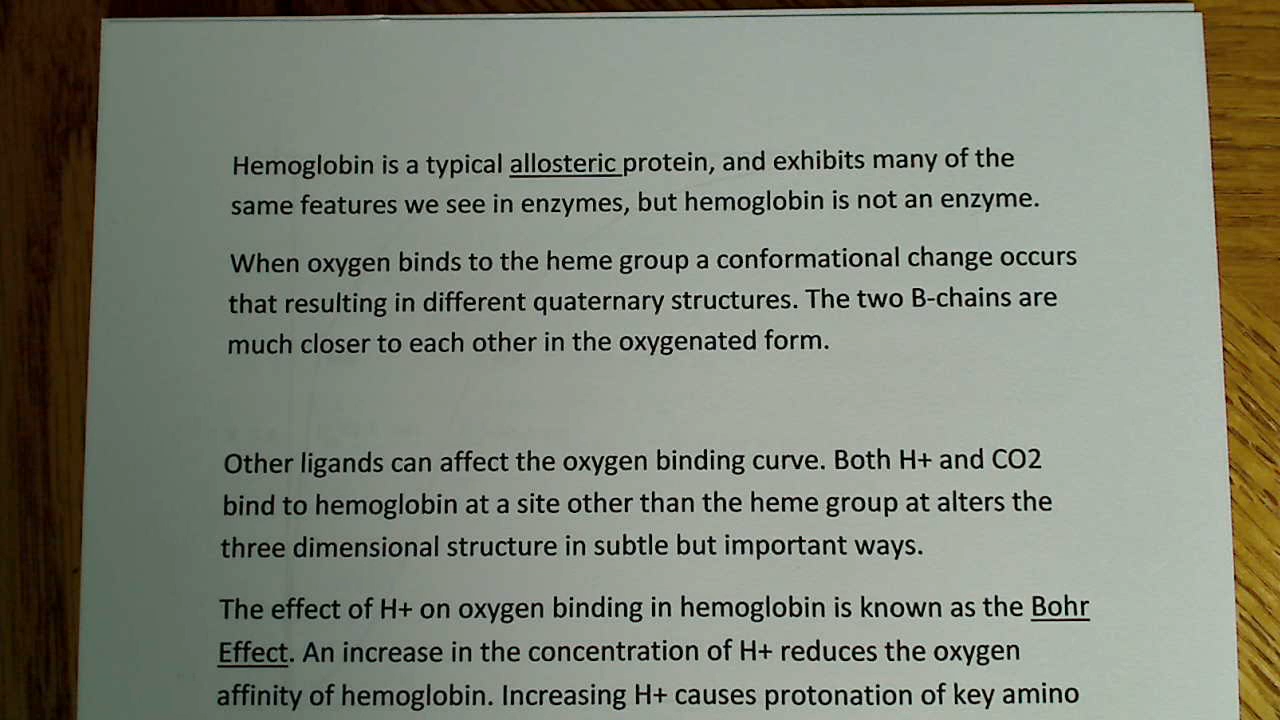 Hemoglobin is a typical allosteric protein, and exhibits many of the
same features we see in enzymes, but hemoglobin is not an enzyme.
When oxygen binds to the heme group a conformational change occurs
that resulting in different quaternary structures. The two B-chains are
much closer to each other in the oxygenated form.
Other ligands can affect the oxygen binding curve. Both H+ and CO2
bind to hemoglobin at a site other than the heme group at alters the
three dimensional structure in subtle but important ways.
The effect of H+ on oxygen binding in hemoglobin is known as the Bohr
Effect. An increase in the concentration of H+ reduces the oxygen
affinity of hemoglobin. Increasing H+ causes protonation of key amino